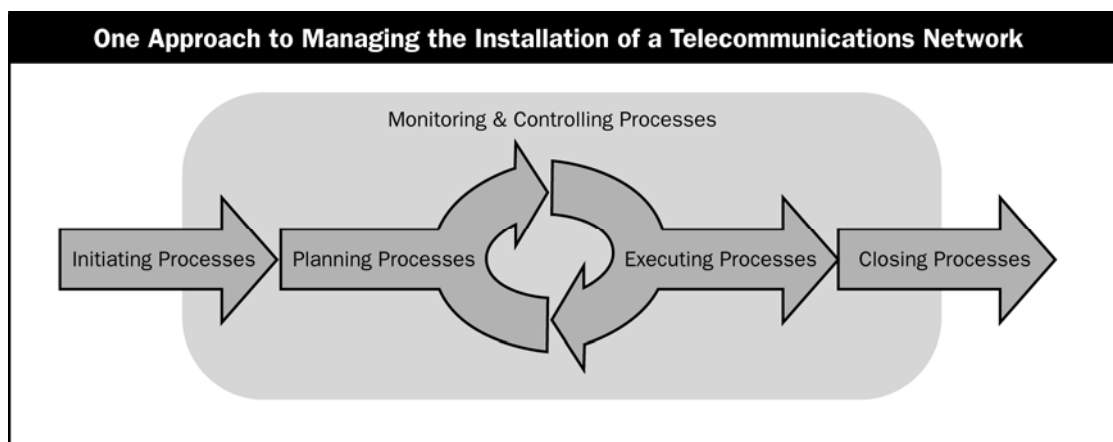 One Approach to Managing the Installation of a Telecommunications Network
Monitoring & Controlling Processes
Initiating Processes
Planning Processes
Executing Processes
Closing Processes